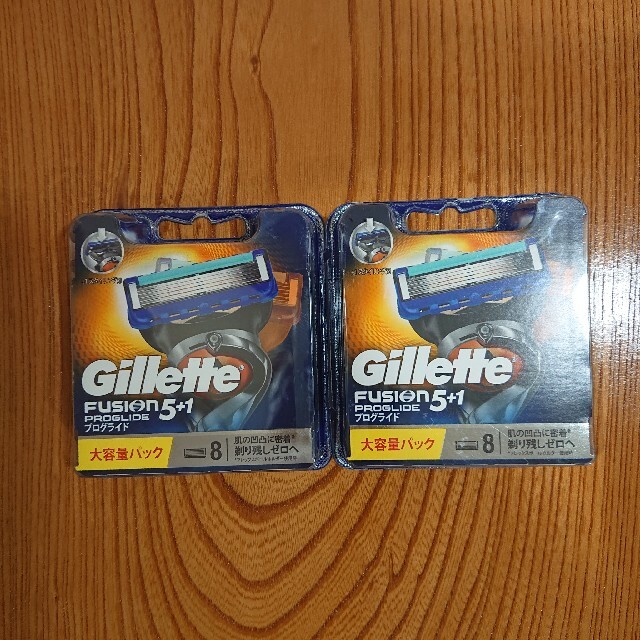 Gillette
FUSION 5+1
PROGLIDE
プログライド
大容量パック
8
肌の凹凸に密着*
剃り残しゼロへ
Gillette
FUSION 5+1
PROGLIDE
プログライド
大容量パック
8
肌の凹凸に密着*
剃り残しゼロへ